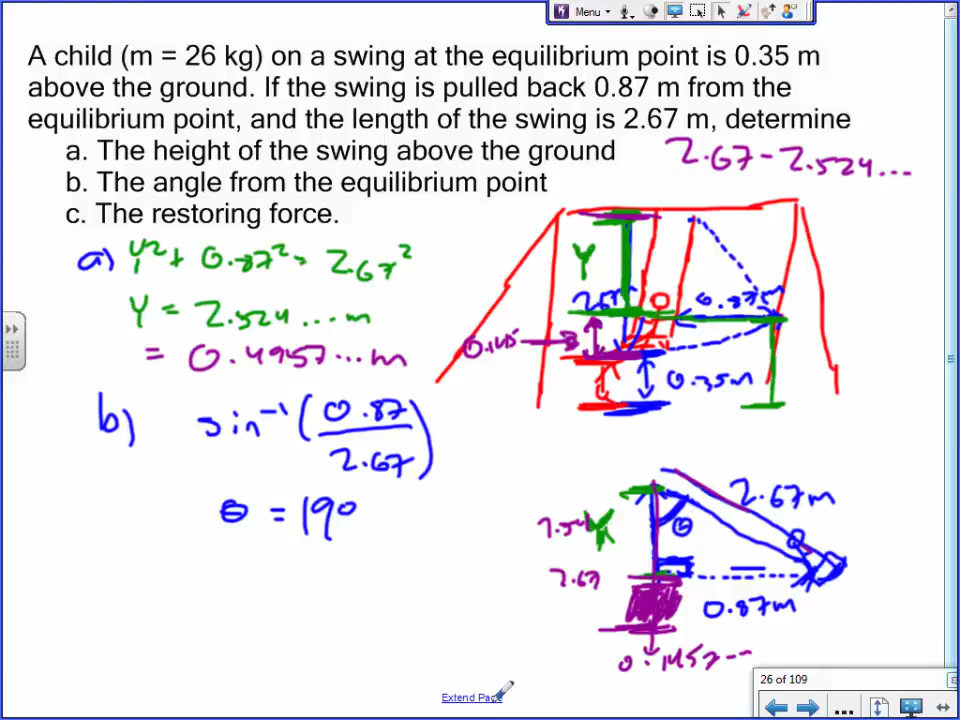 Menu
A child (m = 26 kg) on a swing at the equilibrium point is 0.35 m
above the ground. If the swing is pulled back 0.87 m from the
equilibrium point, and the length of the swing is 2.67 m, determine
a. The height of the swing above the ground
b. The angle from the equilibrium point
c. The restoring force.
2.67 - 2.524...
a) Y² + 0.87² = 2.67²
Y = 2.524...m
= 0.4957...m
b) sin⁻¹(0.87/2.67)
θ = 19°
Y
0.87m
0.145
0.35m
2.67m
θ
Y
2.67
0.87m
0.1457...
Extend Page
26 of 109
...